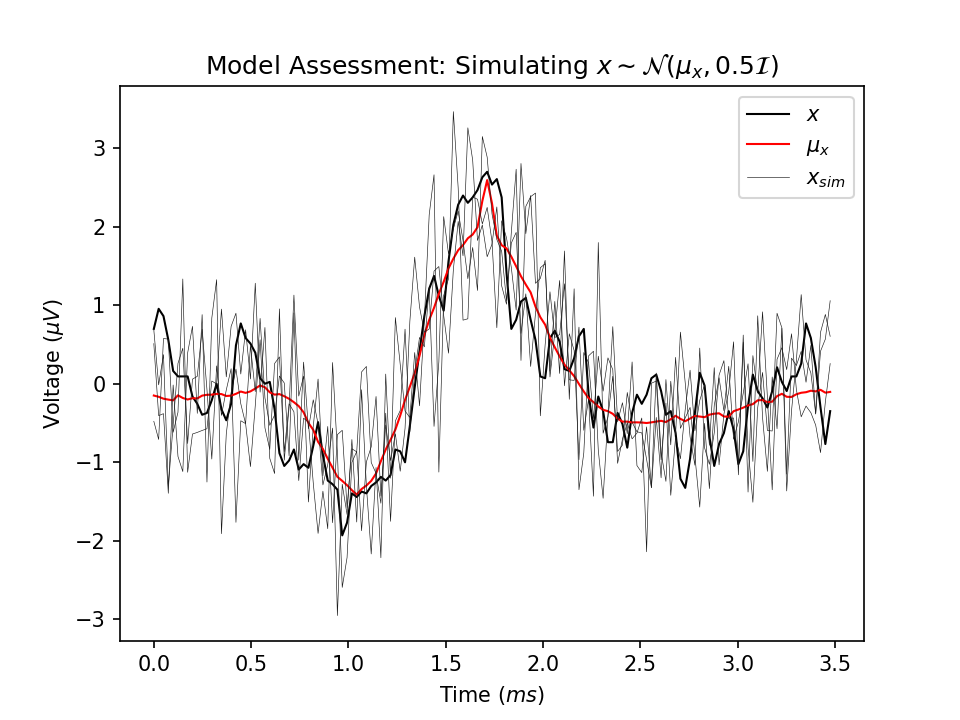 Model Assessment: Simulating x ~ 𝒩(μₓ, 0.5ℐ)
x
μₓ
x_sim
3
2
1
0
−1
−2
−3
Voltage (μV)
0.0 0.5 1.0 1.5 2.0 2.5 3.0 3.5
Time (ms)